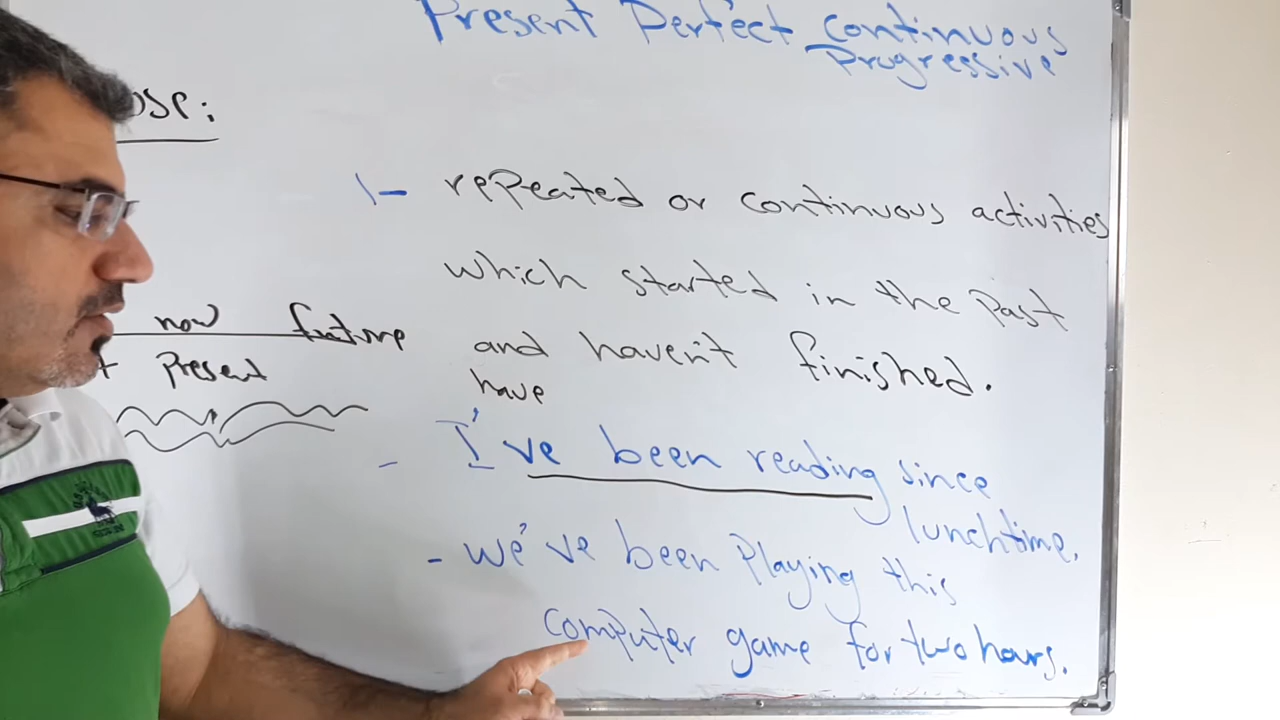 Present Perfect continuous
Progressive
ose:
1- repeated or continuous activities
which started in the past
now future
and haven't finished.
t Present
have
- I've been reading since
lunchtime.
- we've been playing this
computer game for two hours.